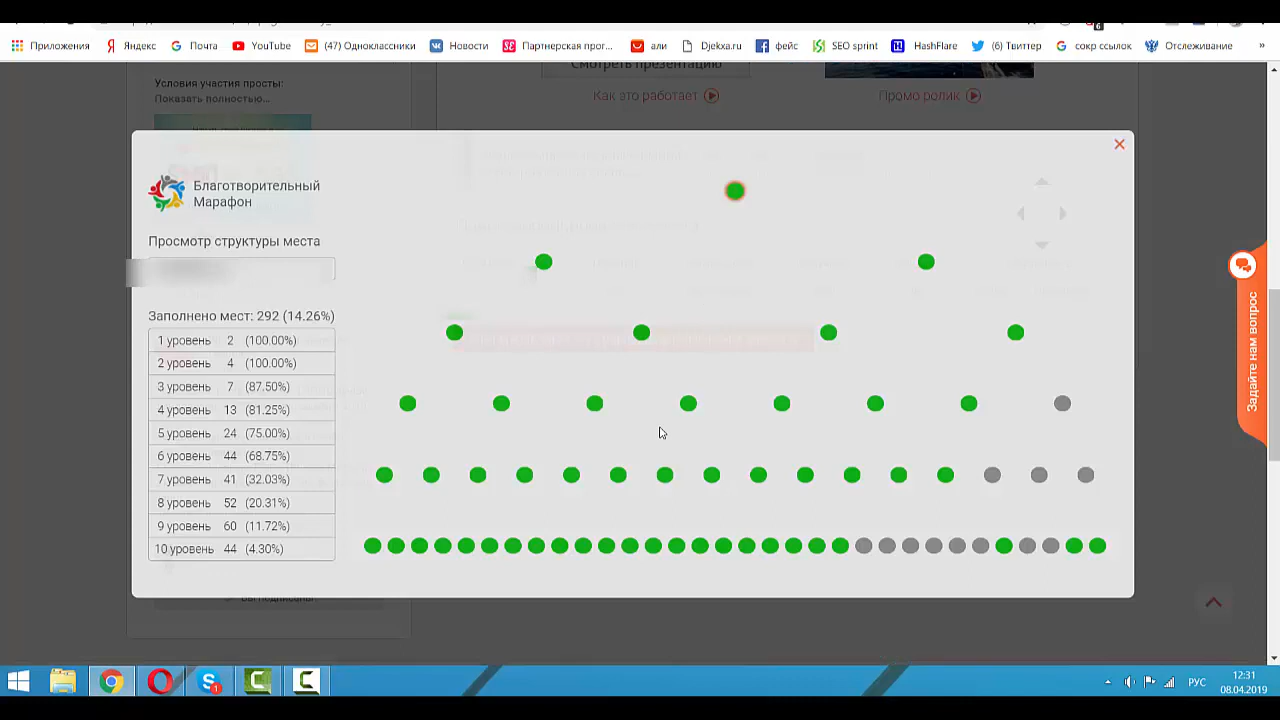 6
Приложения Яндекс Почта YouTube (47) Одноклассники Новости Партнерская прог... али Djekxa.ru фейс SEO sprint HashFlare (6) Твиттер сокр ссылок Отслеживание »
Условия участия просты:
Показать полностью...
Смотреть презентацию
Как это работает
Промо ролик
Благотворительный
Марафон
Просмотр структуры места
Заполнено мест: 292 (14.26%)
1 уровень 2 (100.00%)
2 уровень 4 (100.00%)
3 уровень 7 (87.50%)
4 уровень 13 (81.25%)
5 уровень 24 (75.00%)
6 уровень 44 (68.75%)
7 уровень 41 (32.03%)
8 уровень 52 (20.31%)
9 уровень 60 (11.72%)
10 уровень 44 (4.30%)
Вы подписаны!
Задайте нам вопрос
1
РУС
12:31
08.04.2019